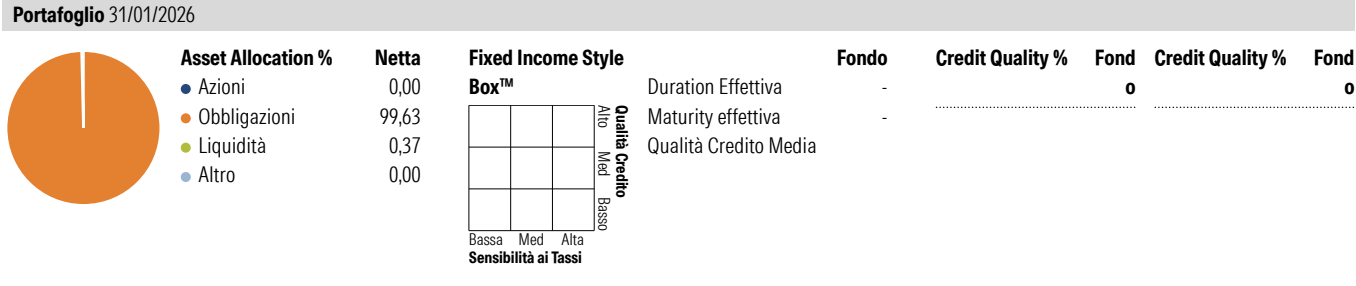 Portafoglio 31/01/2026
Asset Allocation % Netta
Azioni 0,00
Obbligazioni 99,63
Liquidità 0,37
Altro 0,00
Fixed Income Style
Box™
Alto Med Basso
Qualità Credito
Bassa Med Alta
Sensibilità ai Tassi
Fondo
Duration Effettiva -
Maturity effettiva -
Qualità Credito Media
Credit Quality % Fond
o
Credit Quality % Fond
o